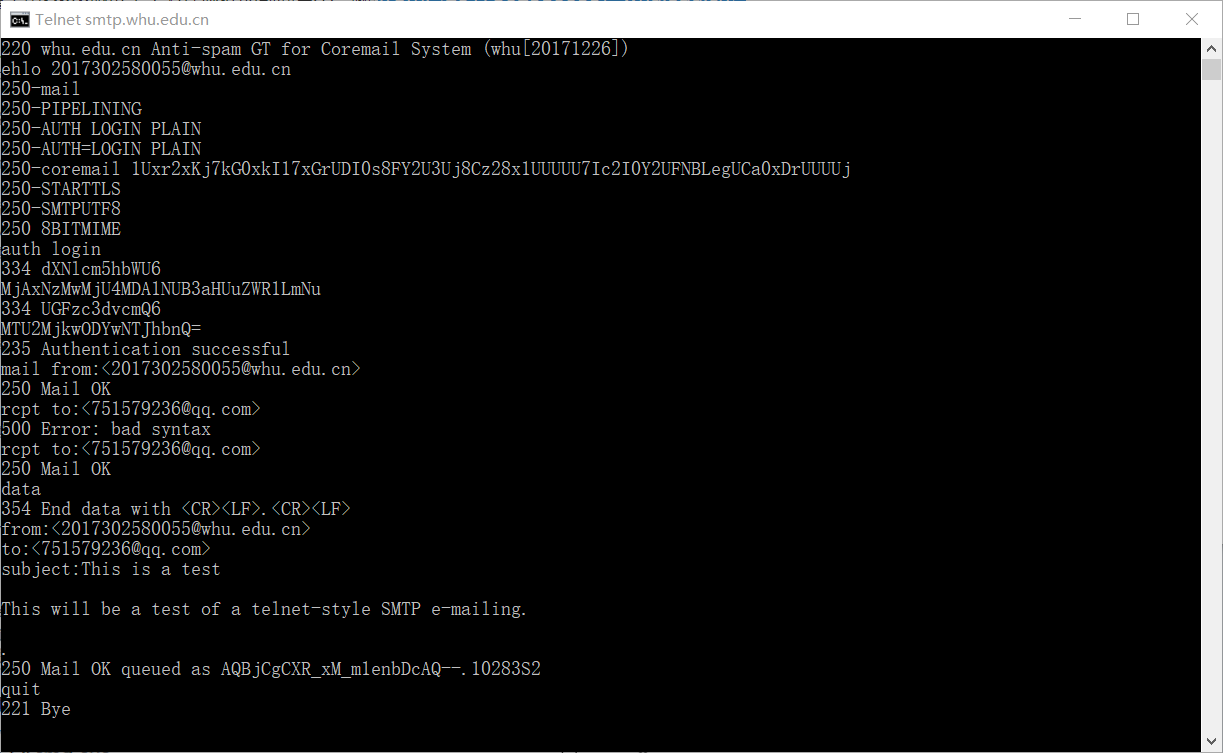 Telnet smtp.whu.edu.cn
220 whu.edu.cn Anti-spam GT for Coremail System (whu[20171226])
ehlo 2017302580055@whu.edu.cn
250-mail
250-PIPELINING
250-AUTH LOGIN PLAIN
250-AUTH=LOGIN PLAIN
250-coremail 1Uxr2xKj7kG0xkI17xGrUDI0s8FY2U3Uj8Cz28x1UUUUU7Ic2I0Y2UFNBLegUCa0xDrUUUUj
250-STARTTLS
250-SMTPUTF8
250 8BITMIME
auth login
334 dXNlcm5hbWU6
MjAxNzMwMjU4MDA1NUB3aHUuZWR1LmNu
334 UGFzc3dvcmQ6
MTU2MjkwODYwNTJhbnQ=
235 Authentication successful
mail from:<2017302580055@whu.edu.cn>
250 Mail OK
rcpt to:<751579236@qq.com>
500 Error: bad syntax
rcpt to:<751579236@qq.com>
250 Mail OK
data
354 End data with <CR><LF>.<CR><LF>
from:<2017302580055@whu.edu.cn>
to:<751579236@qq.com>
subject:This is a test

This will be a test of a telnet-style SMTP e-mailing.

.
250 Mail OK queued as AQBjCgCXR_xM_m1enbDcAQ--.10283S2
quit
221 Bye